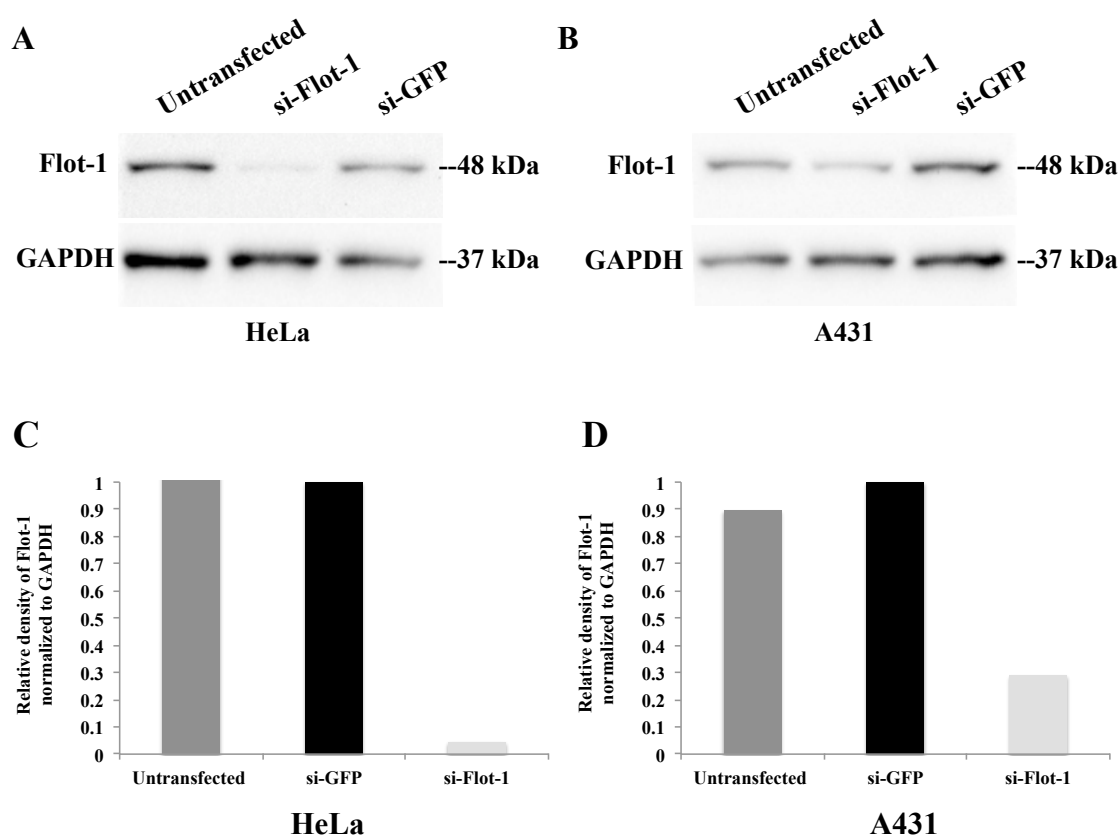 A
Untransfected
si-Flot-1
si-GFP
Flot-1
--48 kDa
GAPDH
--37 kDa
HeLa
B
Untransfected
si-Flot-1
si-GFP
Flot-1
--48 kDa
GAPDH
--37 kDa
A431
C
Relative density of Flot-1
normalized to GAPDH
1
0.9
0.8
0.7
0.6
0.5
0.4
0.3
0.2
0.1
0
Untransfected
si-GFP
si-Flot-1
HeLa
D
Relative density of Flot-1
normalized to GAPDH
1
0.9
0.8
0.7
0.6
0.5
0.4
0.3
0.2
0.1
0
Untransfected
si-GFP
si-Flot-1
A431